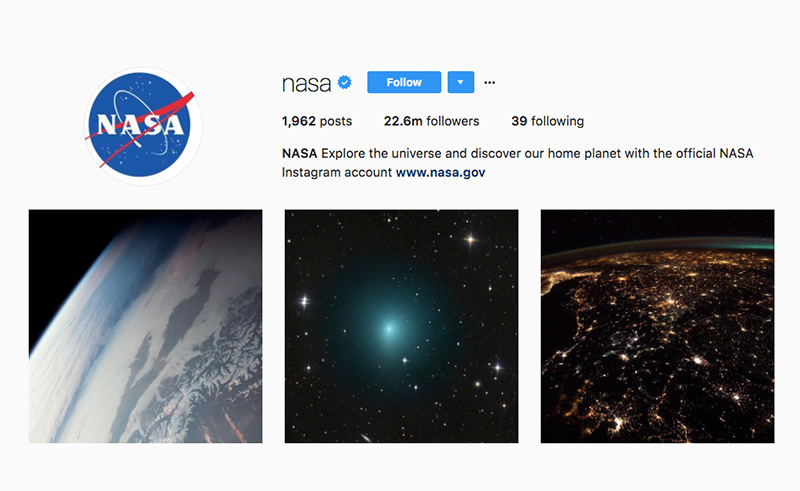 NASA
nasa Follow
1,962 posts 22.6m followers 39 following
NASA Explore the universe and discover our home planet with the official NASA
Instagram account www.nasa.gov